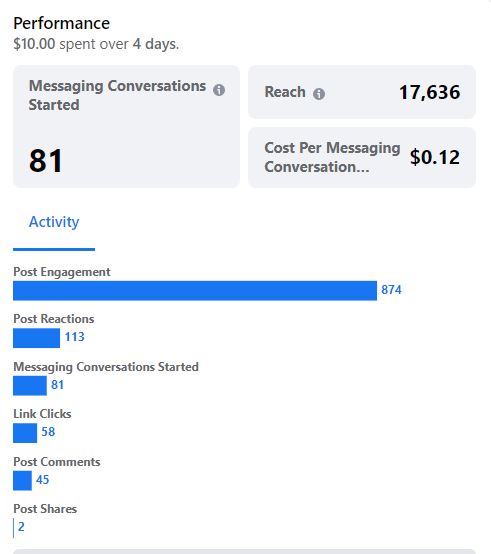 Performance
$10.00 spent over 4 days.
Messaging Conversations
Started
81
Reach
17,636
Cost Per Messaging
Conversation...
$0.12
Activity
Post Engagement
874
Post Reactions
113
Messaging Conversations Started
81
Link Clicks
58
Post Comments
45
Post Shares
2